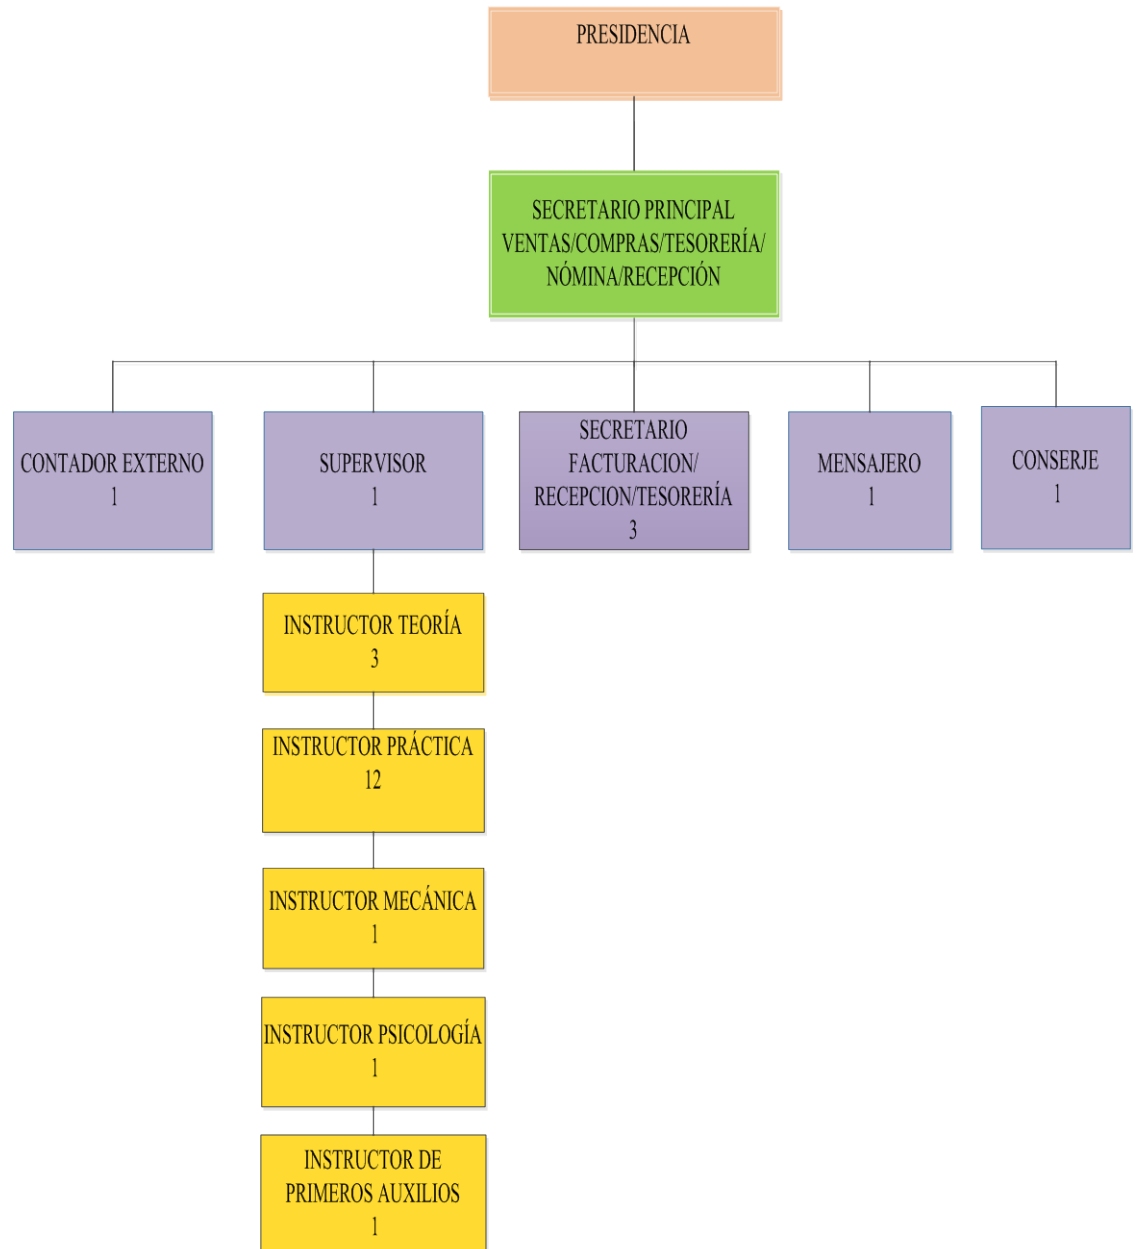 PRESIDENCIA
SECRETARIO PRINCIPAL
VENTAS/COMPRAS/TESORERÍA/
NÓMINA/RECEPCIÓN
CONTADOR EXTERNO
1
SUPERVISOR
1
SECRETARIO
FACTURACION/
RECEPCION/TESORERÍA
3
MENSAJERO
1
CONSERJE
1
INSTRUCTOR TEORÍA
3
INSTRUCTOR PRÁCTICA
12
INSTRUCTOR MECÁNICA
1
INSTRUCTOR PSICOLOGÍA
1
INSTRUCTOR DE
PRIMEROS AUXILIOS
1